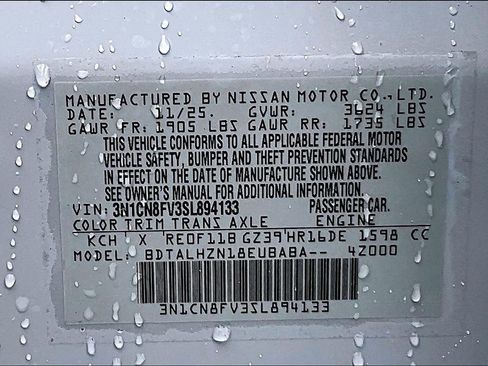 MANUFACTURED BY NISSAN MOTOR CO.,LTD.
DATE: 11/25. GVWR: 3624 LBS
GAWR FR: 1905 LBS GAWR RR: 1735 LBS
THIS VEHICLE CONFORMS TO ALL APPLICABLE FEDERAL MOTOR
VEHICLE SAFETY, BUMPER AND THEFT PREVENTION STANDARDS
IN EFFECT ON THE DATE OF MANUFACTURE SHOWN ABOVE.
SEE OWNER'S MANUAL FOR ADDITIONAL INFORMATION.
VIN: 3N1CN8FV3SL894133 PASSENGER CAR.
COLOR TRIM TRANS AXLE ENGINE
KCH X RE0F11B GZ39 HR16DE 1598 CC
MODEL: BDTALHZN18EUBABA-- 42000
3N1CN8FV3SL894133